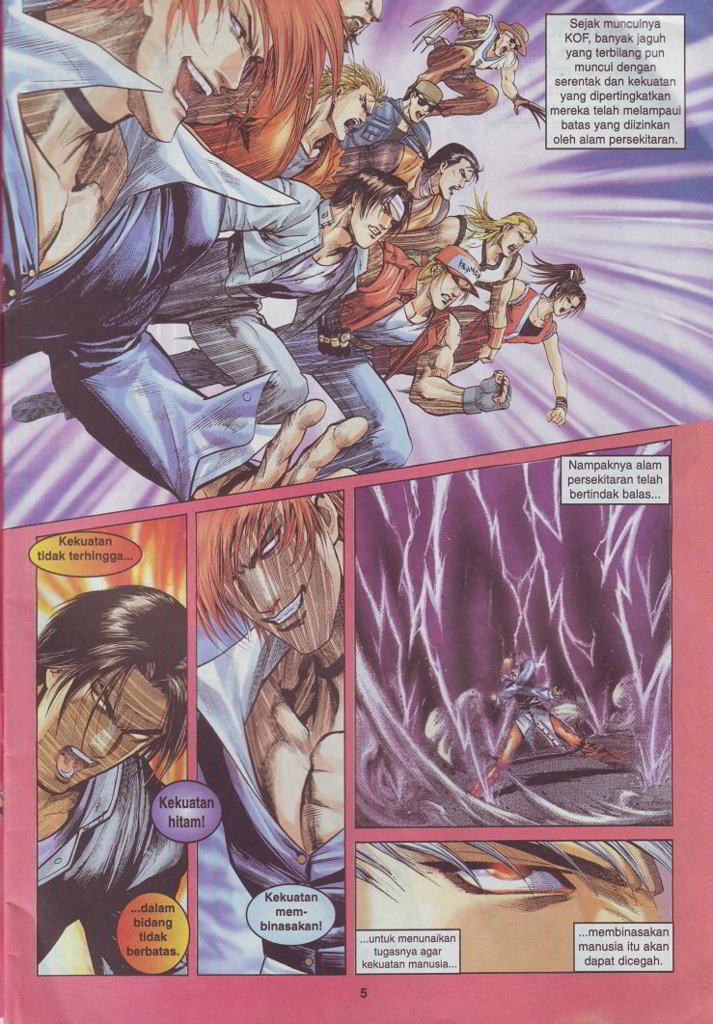 Sejak munculnya
KOF, banyak jaguh
yang terbilang pun
muncul dengan
serentak dan kekuatan
yang dipertingkatkan
mereka telah melampaui
batas yang diizinkan
oleh alam persekitaran.
Nampaknya alam
persekitaran telah
bertindak balas...
Kekuatan
tidak terhingga...
Kekuatan
hitam!
...dalam
bidang
tidak
berbatas.
Kekuatan
mem-
binasakan!
...untuk menunaikan
tugasnya agar
kekuatan manusia...
...membinasakan
manusia itu akan
dapat dicegah.
5